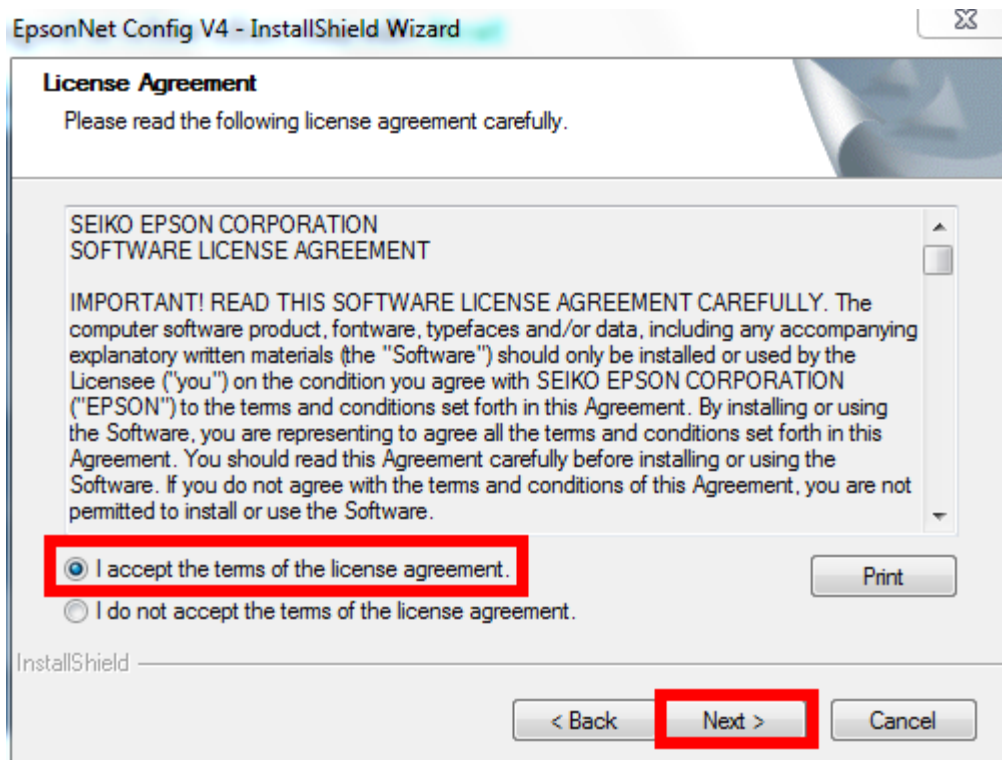 EpsonNet Config V4 - InstallShield Wizard
License Agreement
Please read the following license agreement carefully.
SEIKO EPSON CORPORATION
SOFTWARE LICENSE AGREEMENT
IMPORTANT! READ THIS SOFTWARE LICENSE AGREEMENT CAREFULLY. The
computer software product, fontware, typefaces and/or data, including any accompanying
explanatory written materials (the "Software") should only be installed or used by the
Licensee ("you") on the condition you agree with SEIKO EPSON CORPORATION
("EPSON") to the terms and conditions set forth in this Agreement. By installing or using
the Software, you are representing to agree all the terms and conditions set forth in this
Agreement. You should read this Agreement carefully before installing or using the
Software. If you do not agree with the terms and conditions of this Agreement, you are not
permitted to install or use the Software.
I accept the terms of the license agreement.
Print
I do not accept the terms of the license agreement.
InstallShield
< Back Next > Cancel